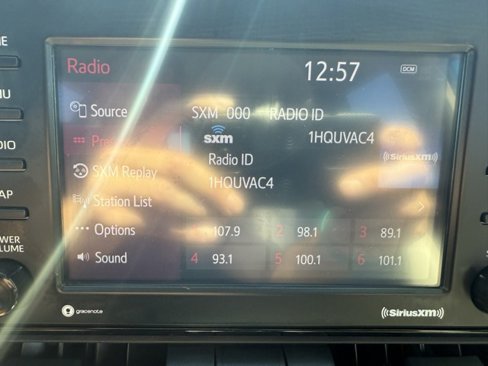 Radio
12:57
DCM
Source
SXM 000 RADIO ID
sxm
1HQUVAC4
SiriusXM
SXM Replay
Radio ID
1HQUVAC4
Station List
Options
107.9
2 98.1
3 89.1
Sound
4 93.1
5 100.1
6 101.1
gracenote
SiriusXM